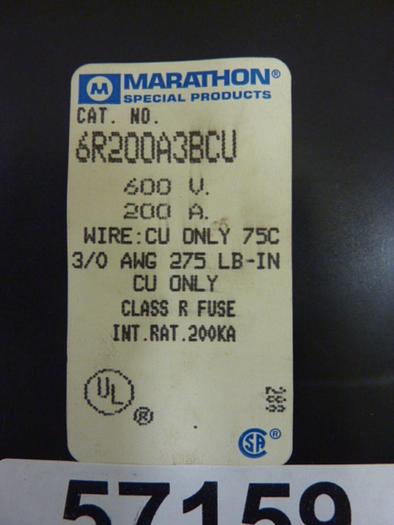 M MARATHON®
SPECIAL PRODUCTS
CAT. NO.
6R200A3BCU
600 V.
200 A.
WIRE:CU ONLY 75C
3/0 AWG 275 LB-IN
CU ONLY
CLASS R FUSE
INT.RAT.200KA
UL ®
SA ®
57159